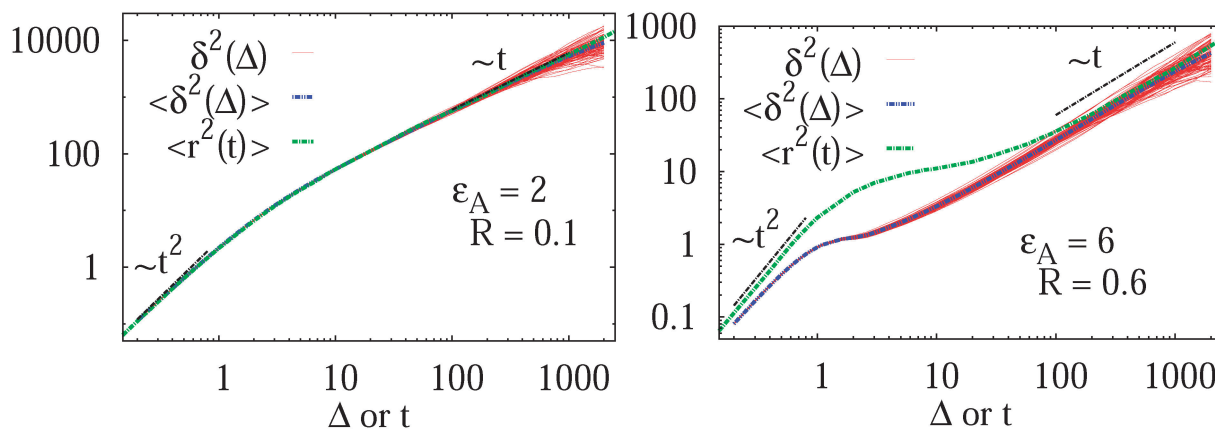 10000
100
1
δ²(Δ)
<δ²(Δ)>
<r²(t)>
~t
~t²
ε_A = 2
R = 0.1
1 10 100 1000
Δ or t
1000
100
10
1
0.1
δ²(Δ)
<δ²(Δ)>
<r²(t)>
~t
~t²
ε_A = 6
R = 0.6
1 10 100 1000
Δ or t